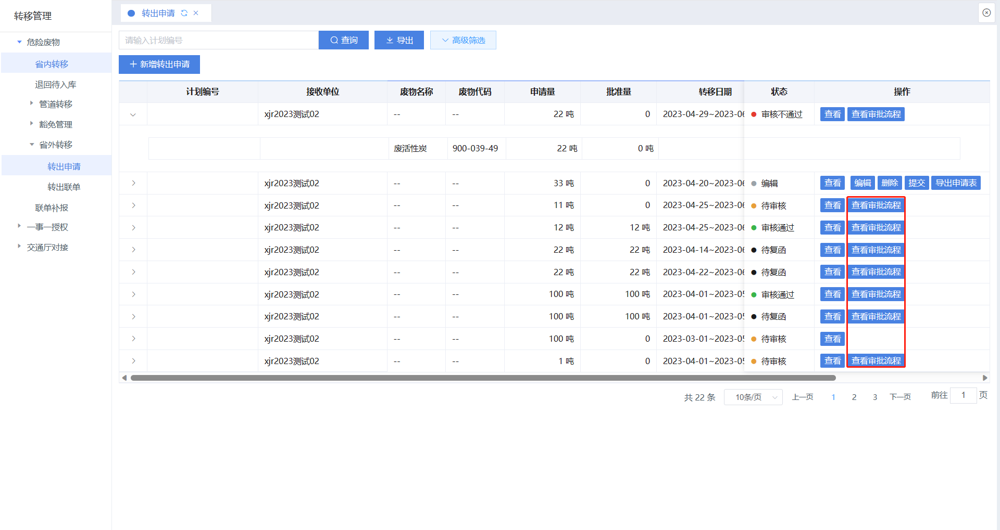 转移管理
危险废物
省内转移
退回待入库
管道转移
豁免管理
省外转移
转出申请
转出联单
联单补报
一事一授权
交通厅对接
转出申请
请输入计划编号
查询
导出
高级筛选
新增转出申请
计划编号 接收单位 废物名称 废物代码 申请量 批准量 转移日期 状态 操作
xjr2023测试02 -- -- 22 吨 0 2023-04-29~2023-06 审核不通过 查看 查看审批流程
废活性炭 900-039-49 22 吨 0 吨
xjr2023测试02 -- -- 33 吨 0 2023-04-20~2023-06 编辑 查看 编辑 删除 提交 导出申请表
xjr2023测试02 -- -- 11 吨 0 2023-04-25~2023-06 待审核 查看 查看审批流程
xjr2023测试02 -- -- 12 吨 12 吨 2023-04-25~2023-06 审核通过 查看 查看审批流程
xjr2023测试02 -- -- 22 吨 22 吨 2023-04-14~2023-06 待复函 查看 查看审批流程
xjr2023测试02 -- -- 22 吨 22 吨 2023-04-22~2023-06 待复函 查看 查看审批流程
xjr2023测试02 -- -- 100 吨 100 吨 2023-04-01~2023-05 审核通过 查看 查看审批流程
xjr2023测试02 -- -- 100 吨 100 吨 2023-04-01~2023-05 待复函 查看 查看审批流程
xjr2023测试02 -- -- 100 吨 0 2023-03-01~2023-05 待审核 查看
xjr2023测试02 -- -- 1 吨 0 2023-04-01~2023-05 待审核 查看 查看审批流程
共 22 条 10条/页 上一页 1 2 3 下一页 前往 1 页